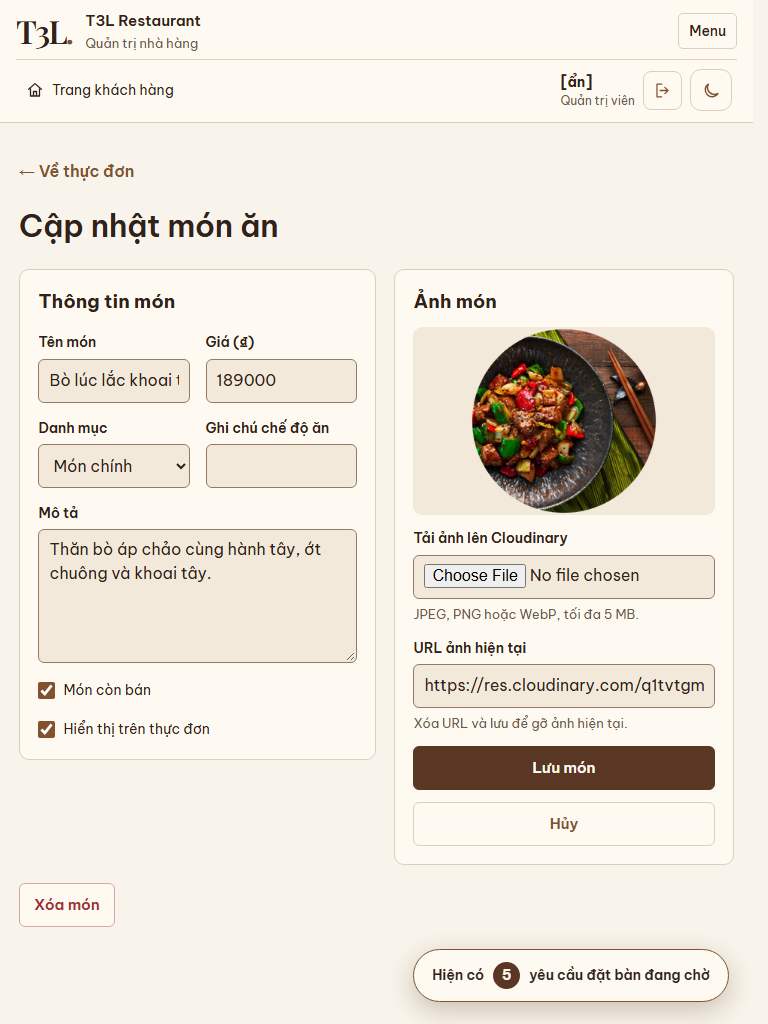 T3L.
T3L Restaurant
Quản trị nhà hàng
Menu
Trang khách hàng
[ẩn]
Quản trị viên
← Về thực đơn
Cập nhật món ăn
Thông tin món
Tên món
Giá (₫)
Bò lúc lắc khoai t
189000
Danh mục
Ghi chú chế độ ăn
Món chính
Mô tả
Thăn bò áp chảo cùng hành tây, ớt
chuông và khoai tây.
Món còn bán
Hiển thị trên thực đơn
Ảnh món
Tải ảnh lên Cloudinary
Choose File No file chosen
JPEG, PNG hoặc WebP, tối đa 5 MB.
URL ảnh hiện tại
https://res.cloudinary.com/q1tvtgm
Xóa URL và lưu để gỡ ảnh hiện tại.
Lưu món
Hủy
Xóa món
Hiện có 5 yêu cầu đặt bàn đang chờ